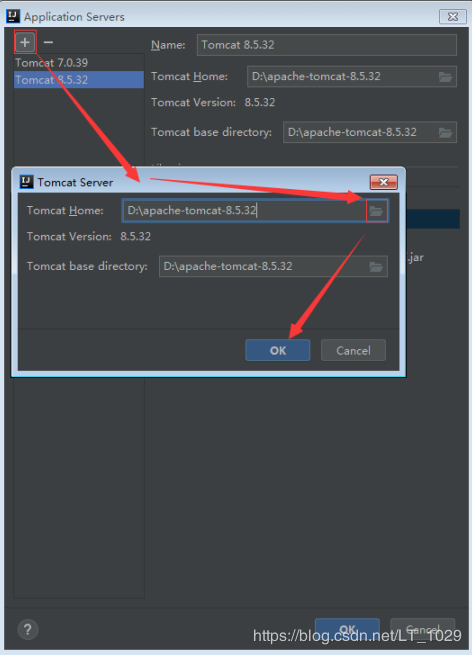 Application Servers
Name: Tomcat 8.5.32
Tomcat 7.0.39
Tomcat 8.5.32
Tomcat Home: D:\apache-tomcat-8.5.32
Tomcat Version: 8.5.32
Tomcat base directory: D:\apache-tomcat-8.5.32
Tomcat Server
Tomcat Home: D:\apache-tomcat-8.5.32
Tomcat Version: 8.5.32
.jar
Tomcat base directory: D:\apache-tomcat-8.5.32
OK Cancel
? OK Cancel
https://blog.csdn.net/LT_1029